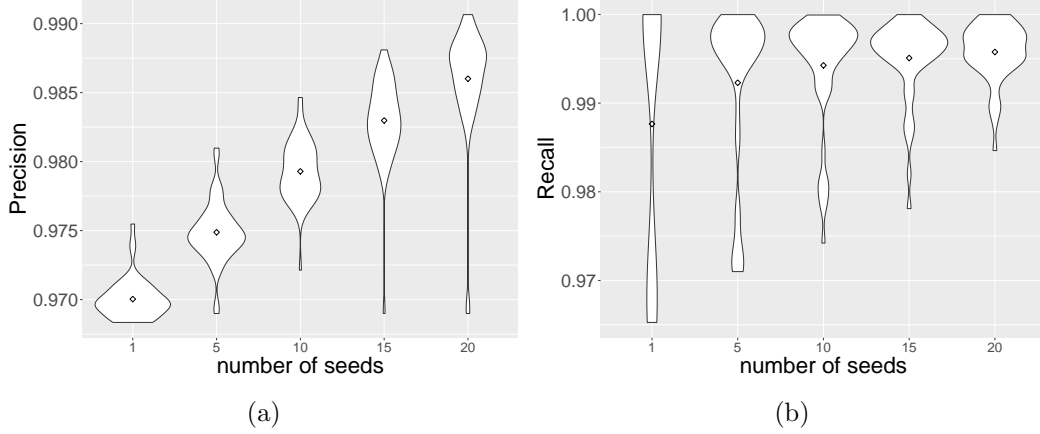 0.990
0.985
0.980
0.975
0.970
Precision
1 5 10 15 20
number of seeds
(a)
1.00
0.99
0.98
0.97
Recall
1 5 10 15 20
number of seeds
(b)